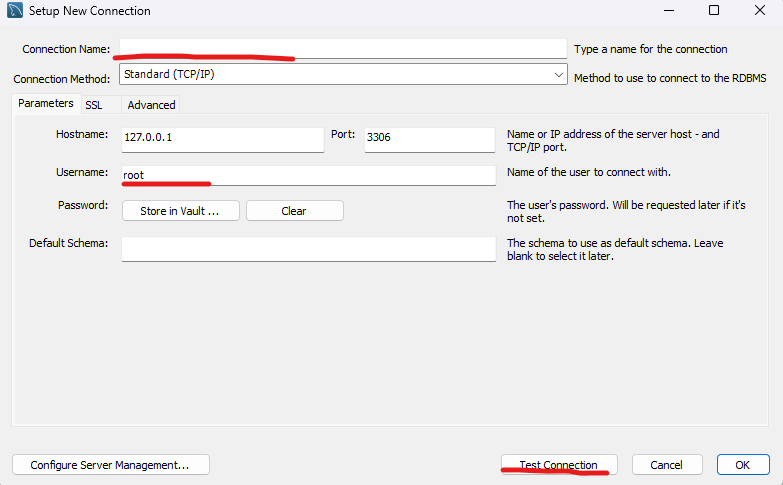 Setup New Connection
Connection Name:
Type a name for the connection
Connection Method: Standard (TCP/IP)
Method to use to connect to the RDBMS
Parameters SSL Advanced
Hostname: 127.0.0.1 Port: 3306
Name or IP address of the server host - and
TCP/IP port.
Username: root
Name of the user to connect with.
Password: Store in Vault ... Clear
The user's password. Will be requested later if it's
not set.
Default Schema:
The schema to use as default schema. Leave
blank to select it later.
Configure Server Management... Test Connection Cancel OK